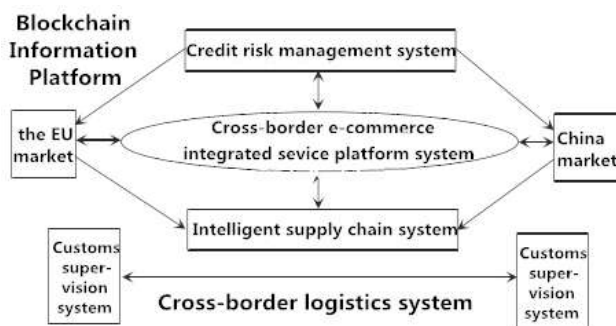 Blockchain
Information
Platform
Credit risk management system
the EU
market
Cross-border e-commerce
integrated sevice platform system
China
market
Intelligent supply chain system
Customs
super-
vision
system
Cross-border logistics system
Customs
super-
vision
system